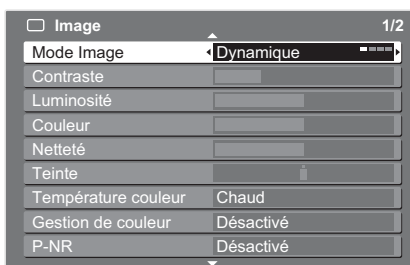 Image 1/2
Mode Image Dynamique
Contraste
Luminosité
Couleur
Netteté
Teinte
Température couleur Chaud
Gestion de couleur Désactivé
P-NR Désactivé